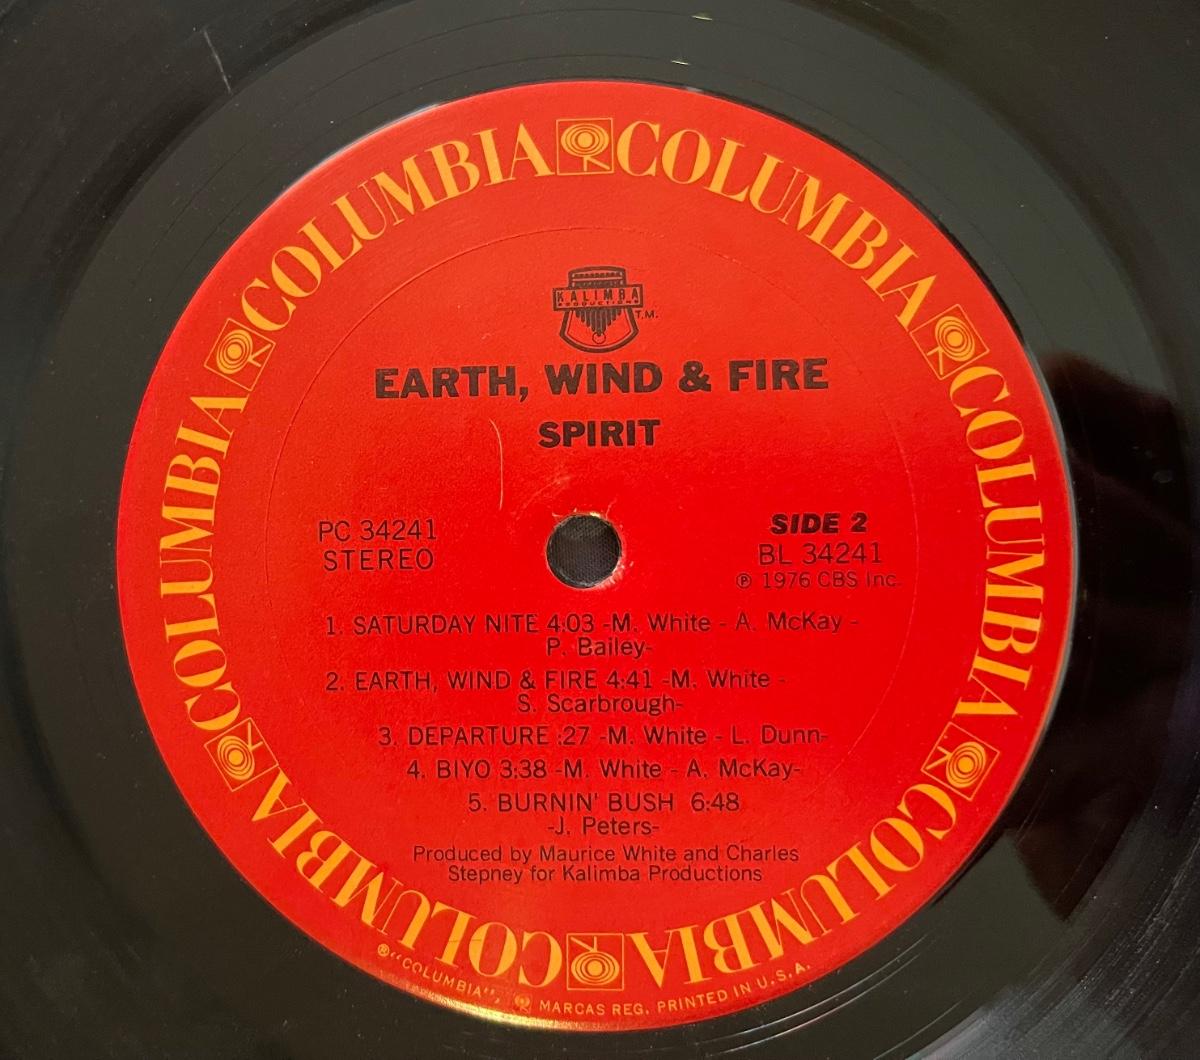 COLUMBIA COLUMBIA COLUMBIA COLUMBIA COLUMBIA COLUMBIA COLUMBIA COLUMBIA
KALIMBA
PRODUCTIONS
T.M.
EARTH, WIND & FIRE
SPIRIT
PC 34241
STEREO
SIDE 2
BL 34241
℗ 1976 CBS Inc.
1. SATURDAY NITE 4:03 -M. White - A. McKay -
P. Bailey-
2. EARTH, WIND & FIRE 4:41 -M. White -
S. Scarbrough-
3. DEPARTURE :27 -M. White - L. Dunn-
4. BIYO 3:38 -M. White - A. McKay-
5. BURNIN' BUSH 6:48
-J. Peters-
Produced by Maurice White and Charles
Stepney for Kalimba Productions
®"COLUMBIA", MARCAS REG. PRINTED IN U.S.A.